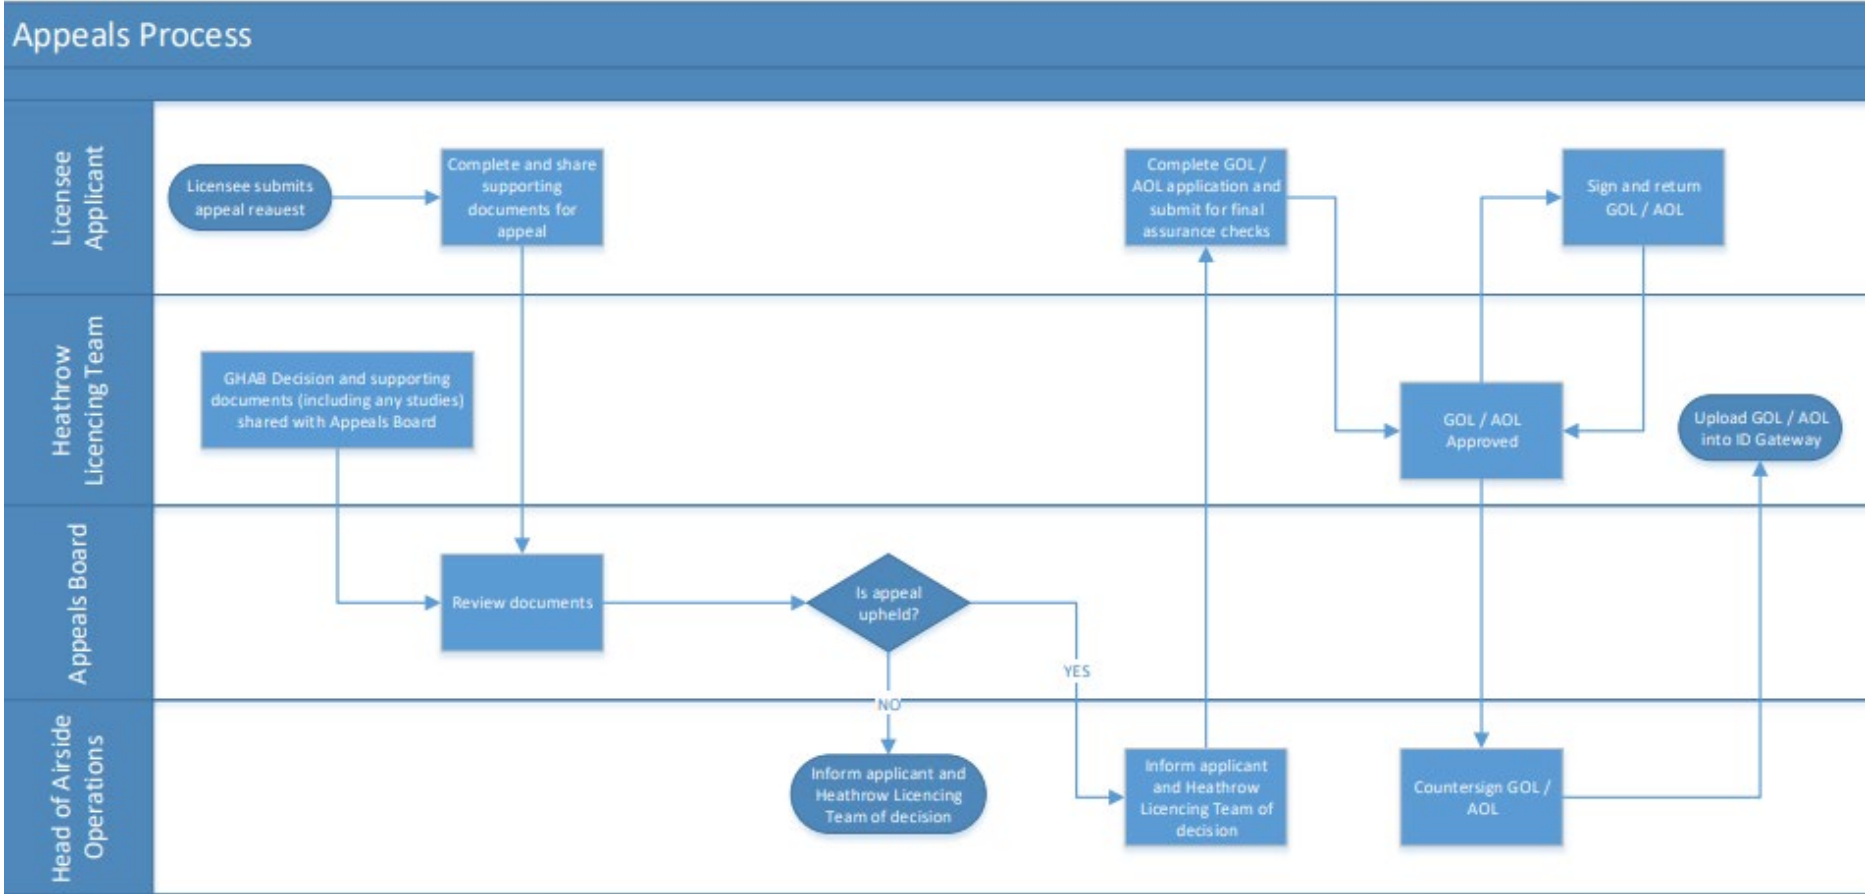 Appeals Process
Licensee
Applicant
Licensee submits
appeal reauest
Complete and share
supporting
documents for
appeal
Complete GOL /
AOL application and
submit for final
assurance checks
Sign and return
GOL / AOL
Heathrow
Licencing Team
GHAB Decision and supporting
documents (including any studies)
shared with Appeals Board
GOL / AOL
Approved
Upload GOL / AOL
into ID Gateway
Appeals Board
Review documents
Is appeal
upheld?
YES
NO
Head of Airside
Operations
Inform applicant and
Heathrow Licencing
Team of decision
Inform applicant
and Heathrow
Licencing Team of
decision
Countersign GOL /
AOL